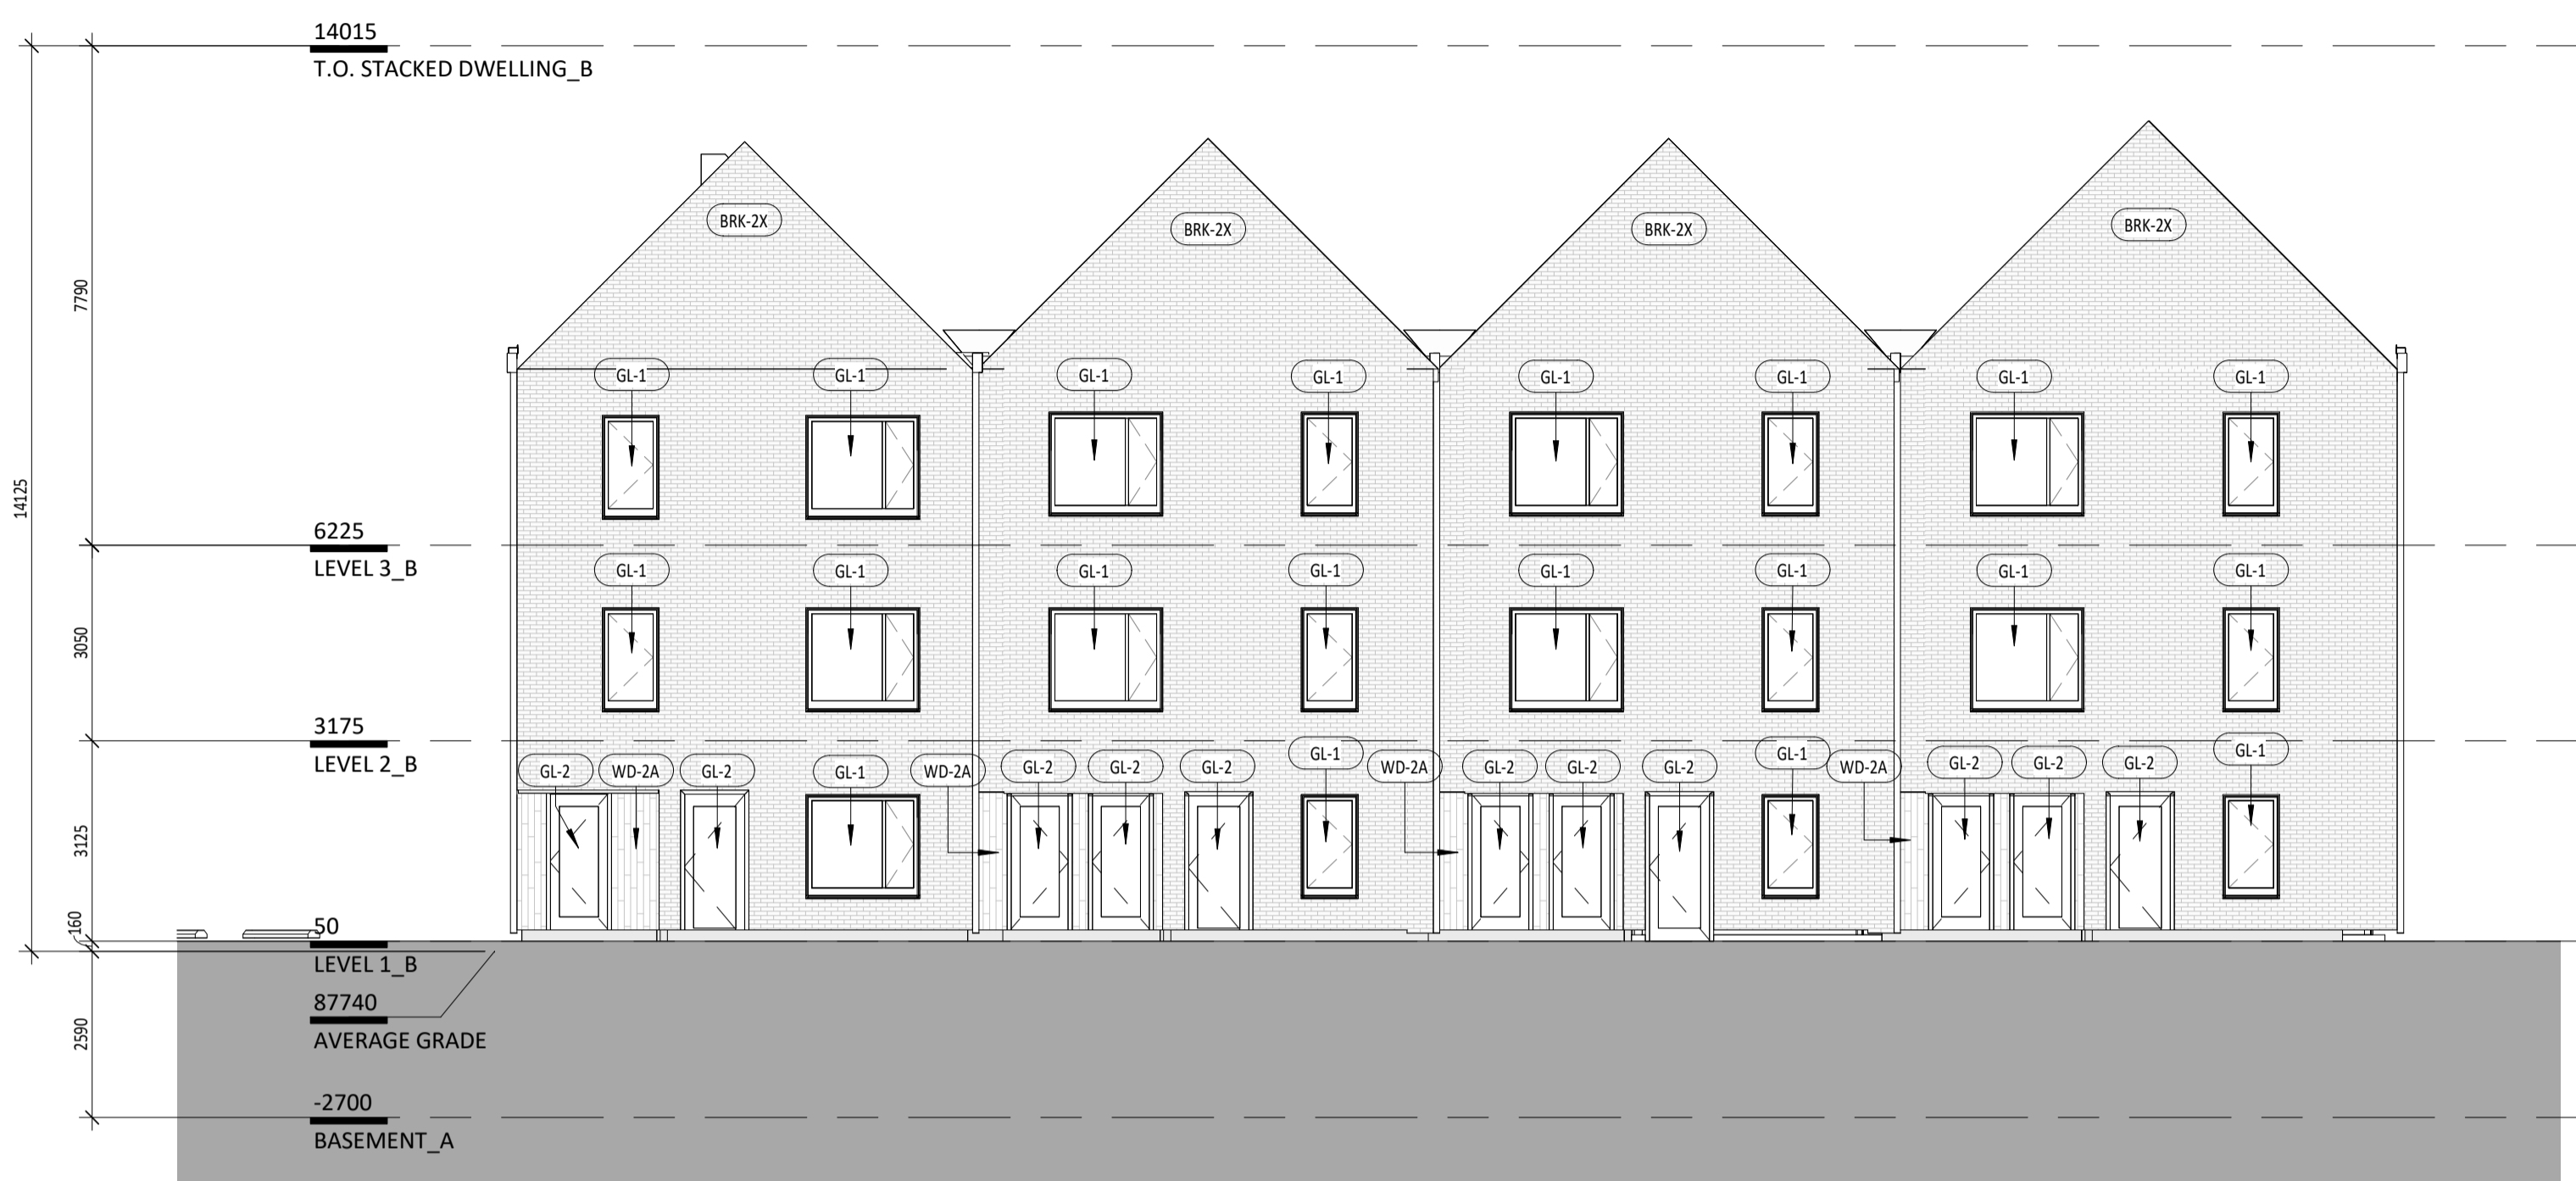 14015
T.O. STACKED DWELLING_B
BRK-2X
BRK-2X
BRK-2X
BRK-2X
7790
GL-1
GL-1
GL-1
GL-1
GL-1
GL-1
GL-1
GL-1
14125
6225
LEVEL 3_B
GL-1
GL-1
GL-1
GL-1
GL-1
GL-1
GL-1
GL-1
3050
3175
LEVEL 2_B
GL-2
WD-2A
GL-2
GL-1
WD-2A
GL-2
GL-2
GL-2
GL-1
WD-2A
GL-2
GL-2
GL-2
GL-1
WD-2A
GL-2
GL-2
GL-2
GL-1
3125
160
50
LEVEL 1_B
87740
AVERAGE GRADE
2590
-2700
BASEMENT_A